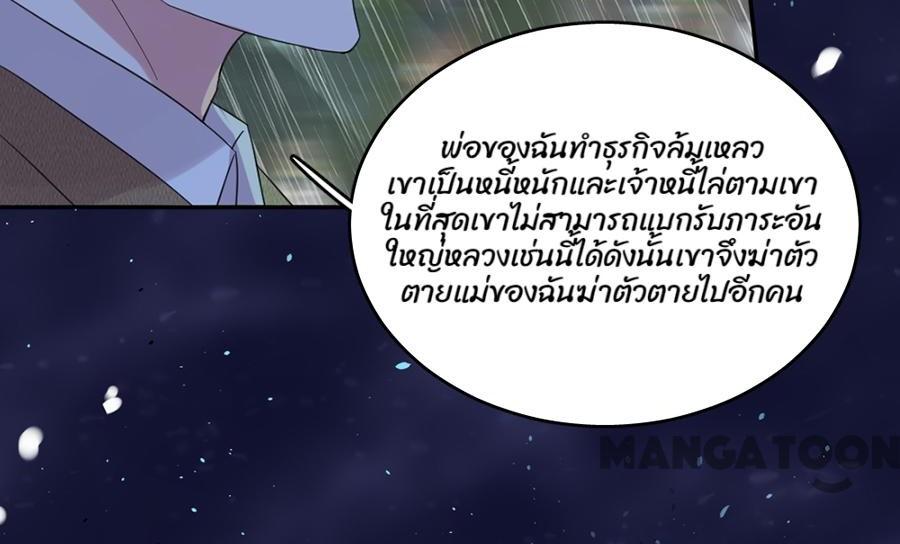 พ่อของฉันทำธุรกิจล้มเหลว
เขาเป็นหนี้หนักและเจ้าหนี้ไล่ตามเขา
ในที่สุดเขาไม่สามารถแบกรับภาระอัน
ใหญ่หลวงเช่นนี้ได้ดังนั้นเขาจึงฆ่าตัว
ตายแม่ของฉันฆ่าตัวตายไปอีกคน
MANGATOON